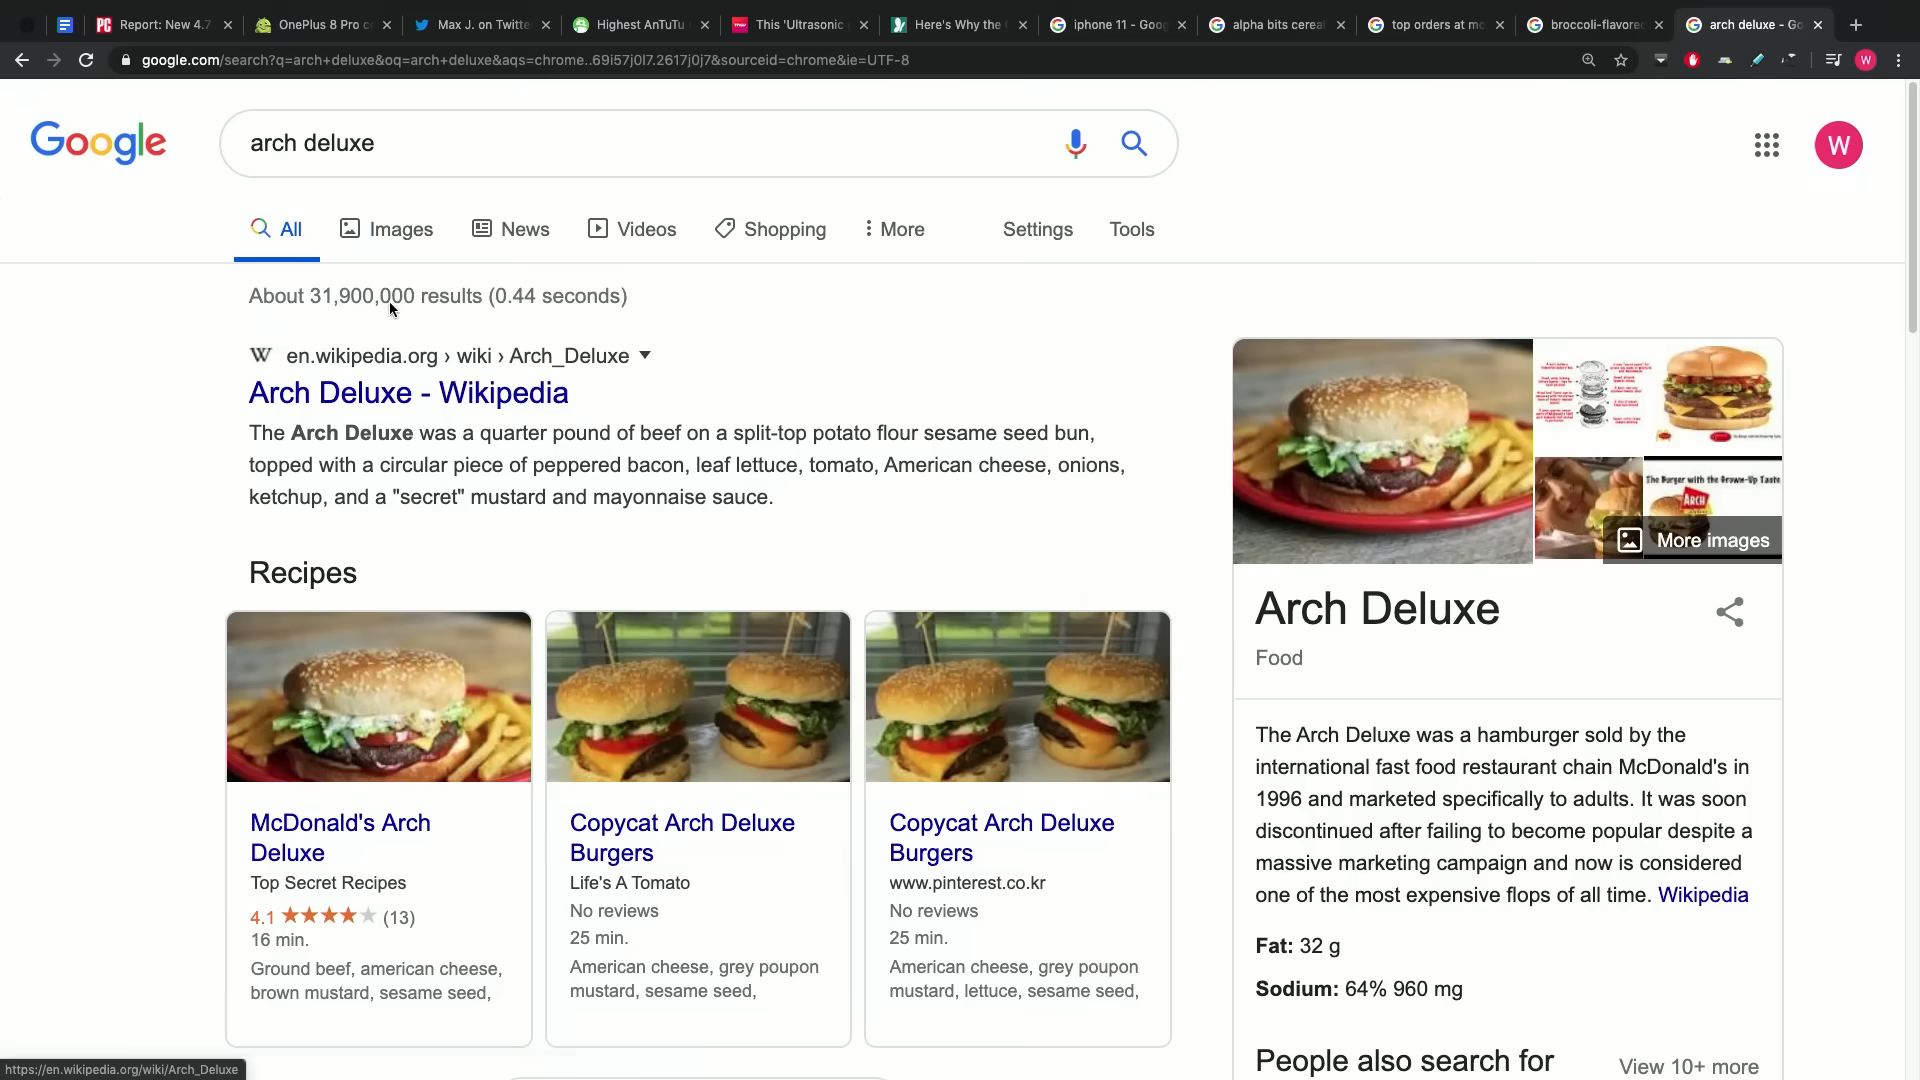 Report: New 4.7
OnePlus 8 Pro c
Max J. on Twitte
Highest AnTuTu
This 'Ultrasonic
Here's Why the
iphone 11 - Goog
alpha bits cereal
top orders at mc
broccoli-flavored
arch deluxe - Go
google.com/search?q=arch+deluxe&oq=arch+deluxe&aqs=chrome..69i57j0l7.2617j0j7&sourceid=chrome&ie=UTF-8
W
Google
arch deluxe
W
All
Images
News
Videos
Shopping
More
Settings
Tools
About 31,900,000 results (0.44 seconds)
W en.wikipedia.org › wiki › Arch_Deluxe
Arch Deluxe - Wikipedia
The Arch Deluxe was a quarter pound of beef on a split-top potato flour sesame seed bun,
topped with a circular piece of peppered bacon, leaf lettuce, tomato, American cheese, onions,
ketchup, and a "secret" mustard and mayonnaise sauce.
Recipes
McDonald's Arch
Deluxe
Top Secret Recipes
4.1 ★★★★★ (13)
16 min.
Ground beef, american cheese,
brown mustard, sesame seed,
Copycat Arch Deluxe
Burgers
Life's A Tomato
No reviews
25 min.
American cheese, grey poupon
mustard, sesame seed,
Copycat Arch Deluxe
Burgers
www.pinterest.co.kr
No reviews
25 min.
American cheese, grey poupon
mustard, lettuce, sesame seed,
The Burger with the Grown-Up Taste
ARCH
More images
Arch Deluxe
Food
The Arch Deluxe was a hamburger sold by the
international fast food restaurant chain McDonald's in
1996 and marketed specifically to adults. It was soon
discontinued after failing to become popular despite a
massive marketing campaign and now is considered
one of the most expensive flops of all time. Wikipedia
Fat: 32 g
Sodium: 64% 960 mg
People also search for
View 10+ more
https://en.wikipedia.org/wiki/Arch_Deluxe